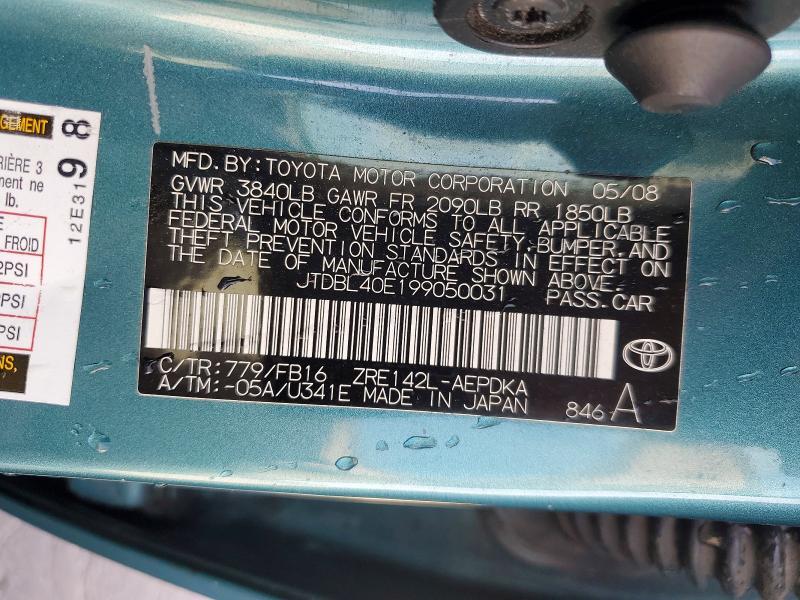 GEMENT
RIÈRE 3
ment ne
lb.
E
FROID
2PSI
PSI
PSI
NS,
12E31 98
MFD. BY: TOYOTA MOTOR CORPORATION 05/08
GVWR 3840LB GAWR FR 2090LB RR 1850LB
THIS VEHICLE CONFORMS TO ALL APPLICABLE
FEDERAL MOTOR VEHICLE SAFETY, BUMPER, AND
THEFT PREVENTION STANDARDS IN EFFECT ON
THE DATE OF MANUFACTURE SHOWN ABOVE.
JTDBL40E199050031 PASS.CAR
C/TR: 779/FB16 ZRE142L-AEPDKA
A/TM: -05A/U341E MADE IN JAPAN
846 A